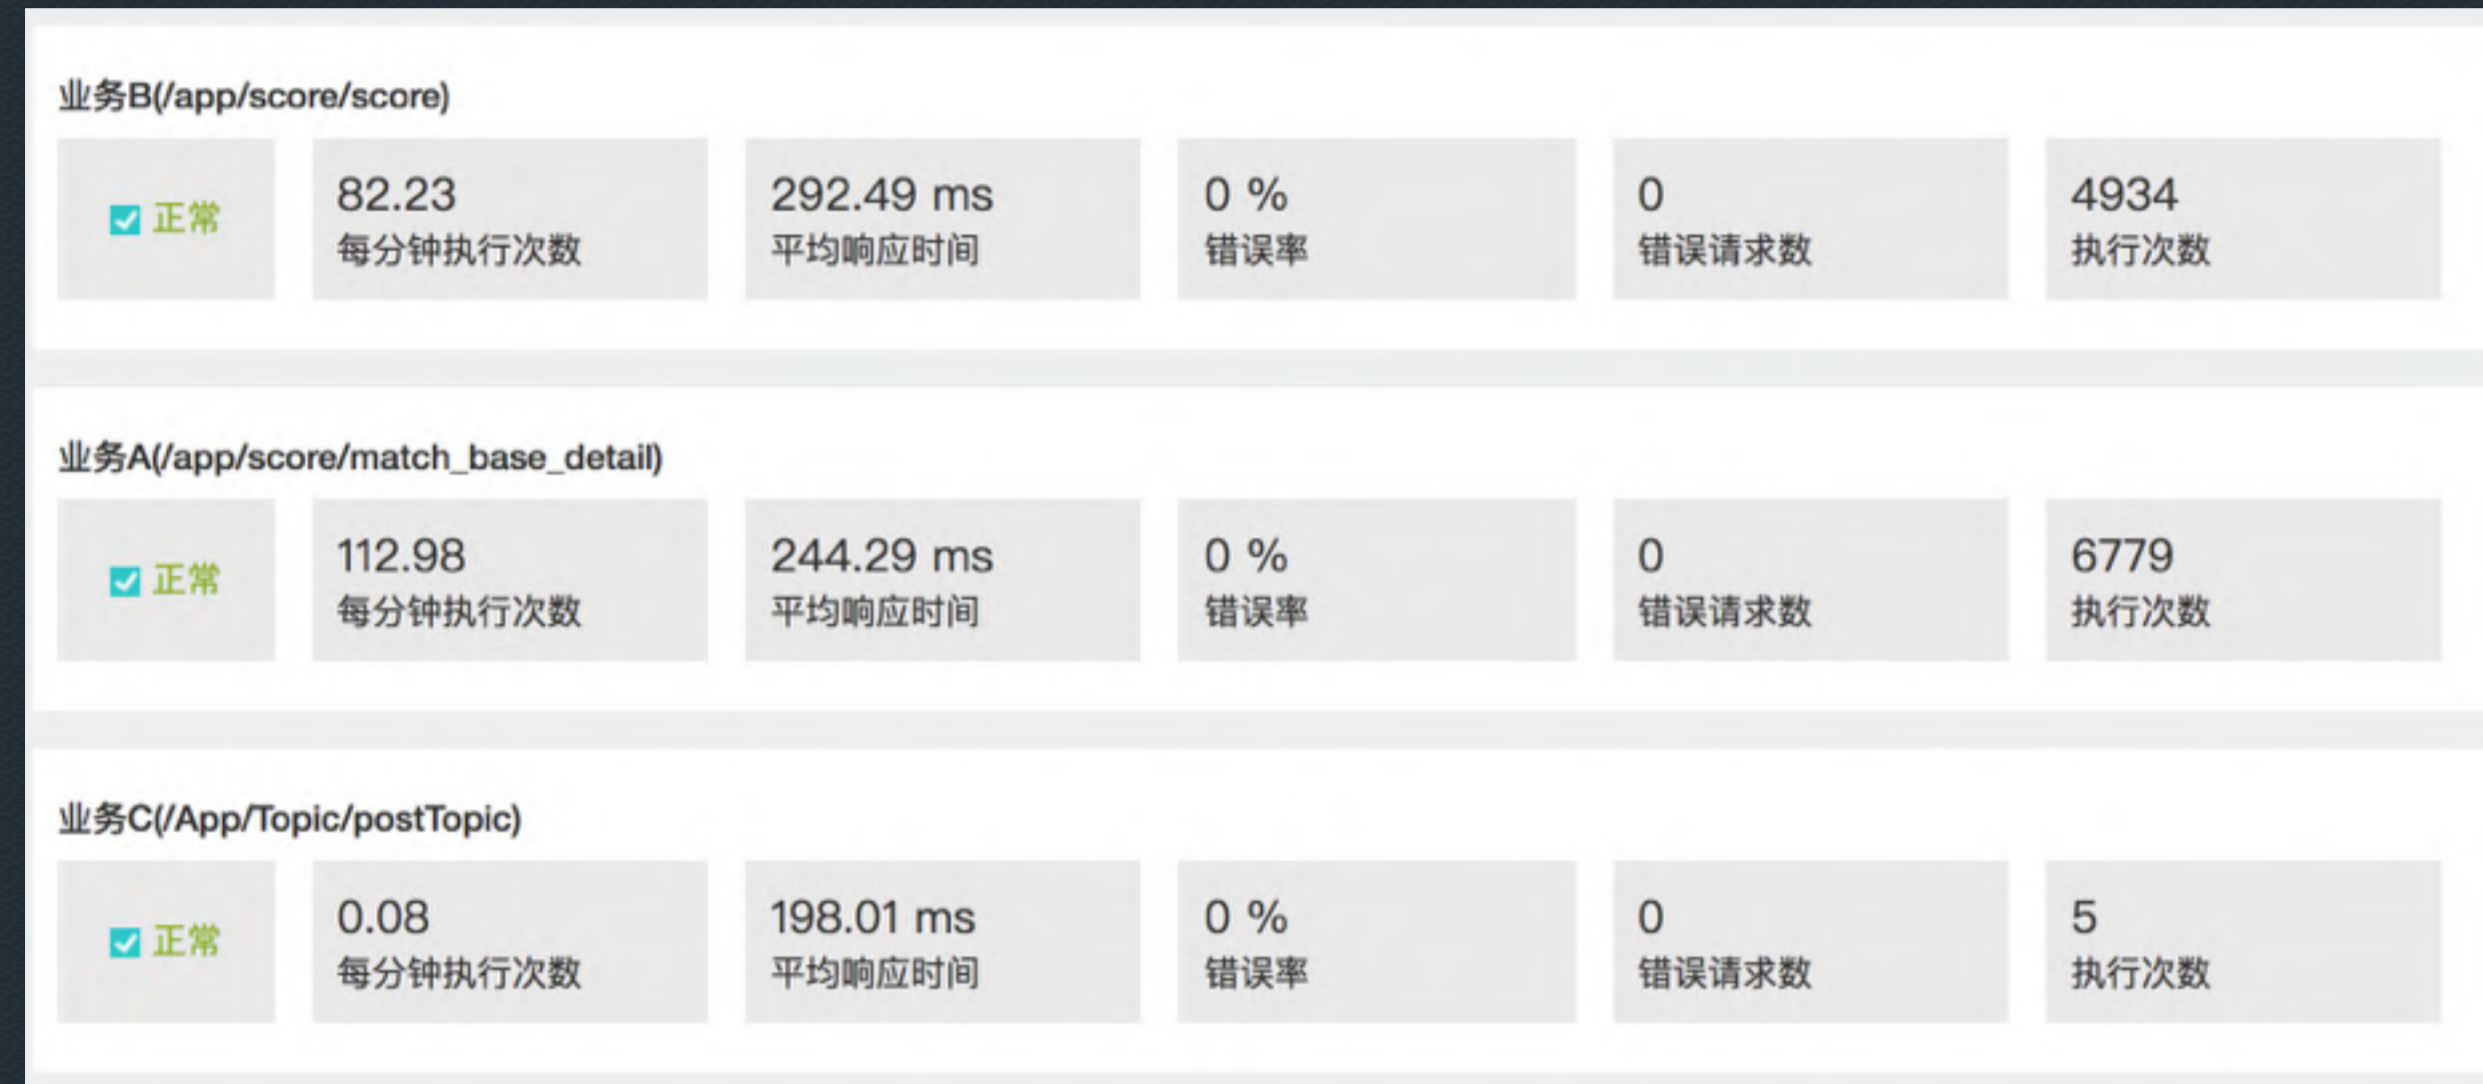 业务B(/app/score/score)
正常
82.23
每分钟执行次数
292.49 ms
平均响应时间
0 %
错误率
0
错误请求数
4934
执行次数
业务A(/app/score/match_base_detail)
正常
112.98
每分钟执行次数
244.29 ms
平均响应时间
0 %
错误率
0
错误请求数
6779
执行次数
业务C(/App/Topic/postTopic)
正常
0.08
每分钟执行次数
198.01 ms
平均响应时间
0 %
错误率
0
错误请求数
5
执行次数